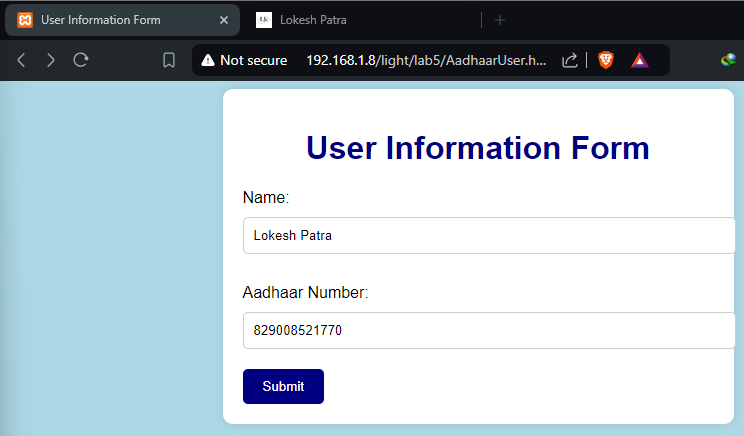 User Information Form
Lokesh Patra
Not secure 192.168.1.8/light/lab5/AadhaarUser.h...
User Information Form
Name:
Lokesh Patra
Aadhaar Number:
829008521770
Submit